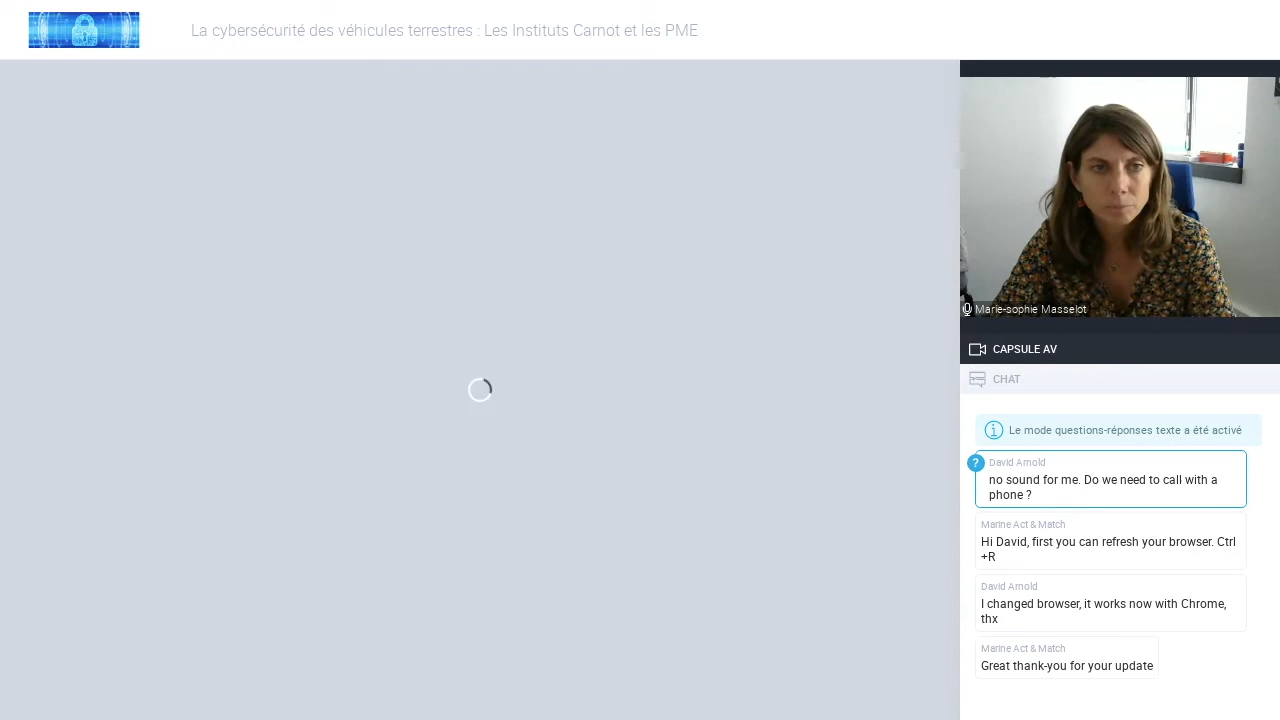 La cybersécurité des véhicules terrestres : Les Instituts Carnot et les PME
Marie-sophie Masselot
CAPSULE AV
CHAT
Le mode questions-réponses texte a été activé
?
David Arnold
no sound for me. Do we need to call with a
phone ?
Marine Act & Match
Hi David, first you can refresh your browser. Ctrl
+R
David Arnold
I changed browser, it works now with Chrome,
thx
Marine Act & Match
Great thank-you for your update